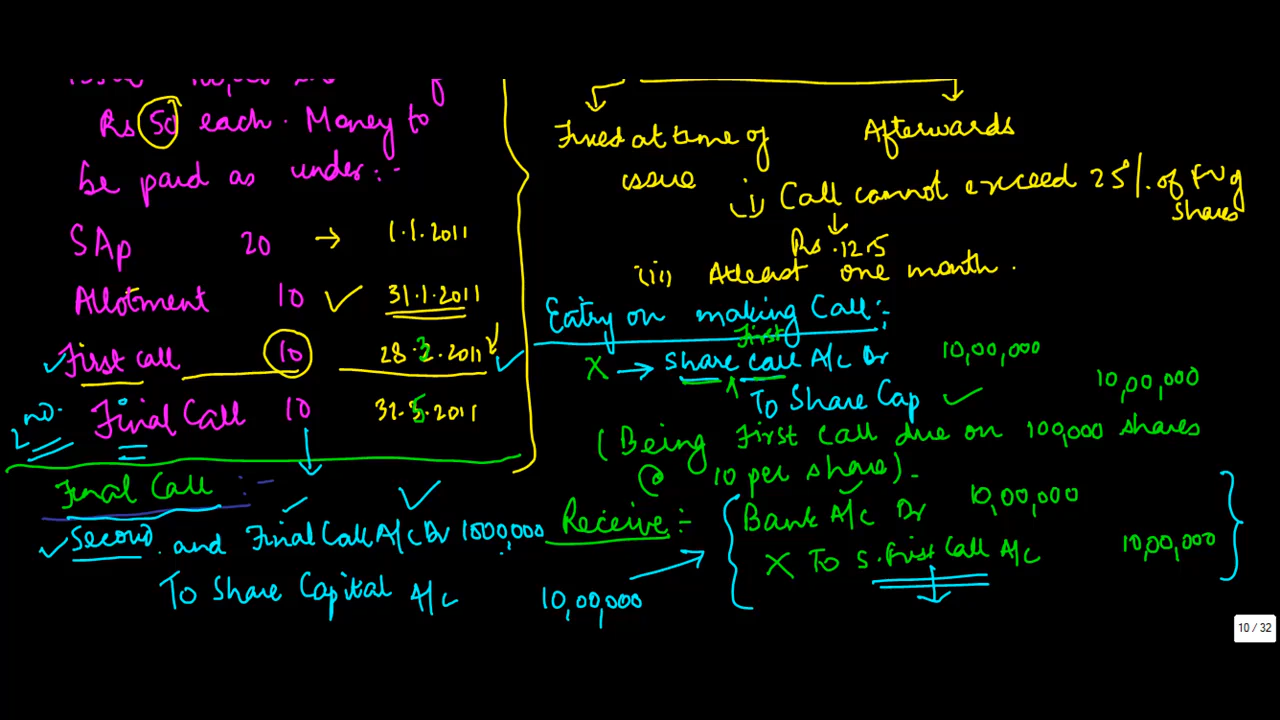 Rs 50 each. Money to
be paid as under:-
SAp 20 → 1.1.2011
Allotment 10 ✓ 31.1.2011
✓ First call 10 28.3.2011 ✓
2nd. Final Call 10 31.5.2011
Final Call :-
✓ Second and Final Call A/c Dr 1000,000
To Share Capital A/c 10,00,000
Fixed at time of
issue
Afterwards
(i) Call cannot exceed 25% of FV of
shares
Rs. 12.5
(ii) Atleast one month.
Entry on making Call:-
First
X → Share call A/c Dr 10,00,000
To Share Cap ✓ 10,00,000
(Being First Call due on 100,000 shares
@ 10 per share).
Receive:- Bank A/c Dr 10,00,000
X To S. First Call A/c 10,00,000
10 / 32